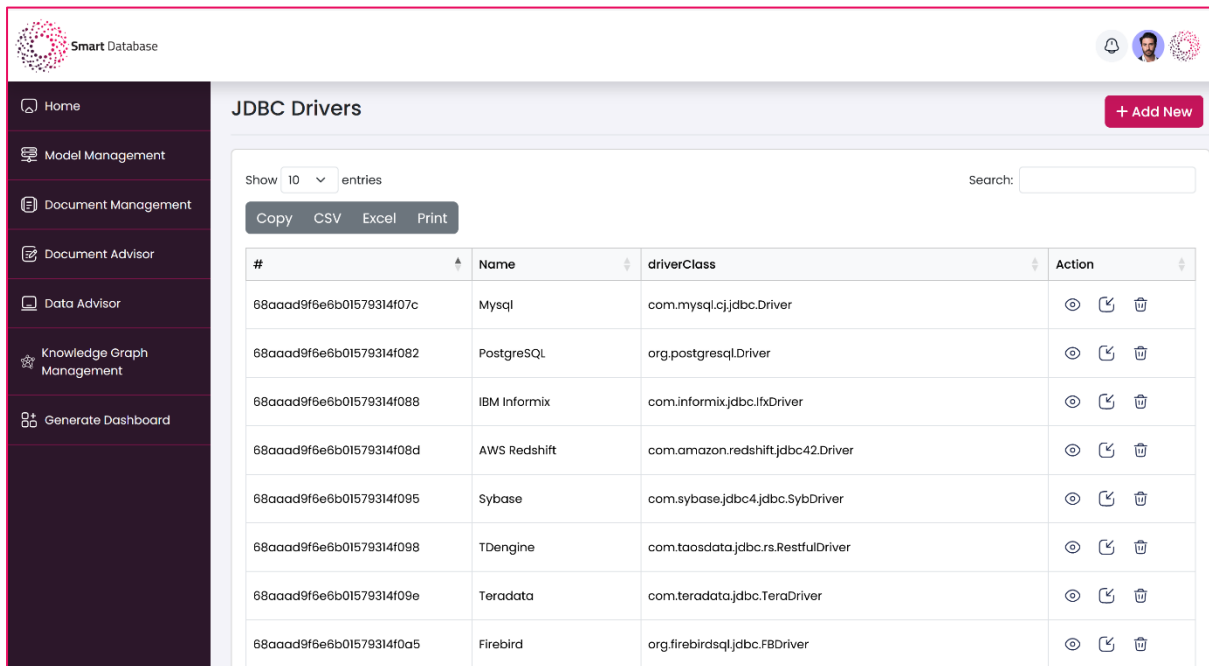 Smart Database
Home
Model Management
Document Management
Document Advisor
Data Advisor
Knowledge Graph
Management
Generate Dashboard
JDBC Drivers
+ Add New
Show 10 entries
Search:
Copy CSV Excel Print
# Name driverClass Action
68aaad9f6e6b01579314f07c Mysql com.mysql.cj.jdbc.Driver
68aaad9f6e6b01579314f082 PostgreSQL org.postgresql.Driver
68aaad9f6e6b01579314f088 IBM Informix com.informix.jdbc.IfxDriver
68aaad9f6e6b01579314f08d AWS Redshift com.amazon.redshift.jdbc42.Driver
68aaad9f6e6b01579314f095 Sybase com.sybase.jdbc4.jdbc.SybDriver
68aaad9f6e6b01579314f098 TDengine com.taosdata.jdbc.rs.RestfulDriver
68aaad9f6e6b01579314f09e Teradata com.teradata.jdbc.TeraDriver
68aaad9f6e6b01579314f0a5 Firebird org.firebirdsql.jdbc.FBDriver